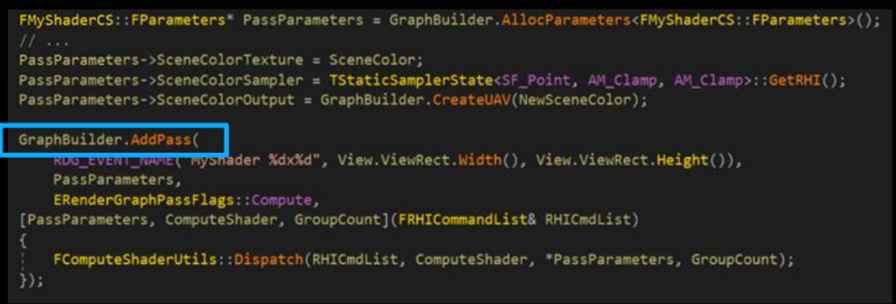 FMyShaderCS::FParameters* PassParameters = GraphBuilder.AllocParameters<FMyShaderCS::FParameters>();
// ...
PassParameters->SceneColorTexture = SceneColor;
PassParameters->SceneColorSampler = TStaticSamplerState<SF_Point, AM_Clamp, AM_Clamp>::GetRHI();
PassParameters->SceneColorOutput = GraphBuilder.CreateUAV(NewSceneColor);
GraphBuilder.AddPass(
RDG_EVENT_NAME("MyShader %dx%d", View.ViewRect.Width(), View.ViewRect.Height()),
PassParameters,
ERenderGraphPassFlags::Compute,
[PassParameters, ComputeShader, GroupCount](FRHICommandList& RHICmdList)
{
FComputeShaderUtils::Dispatch(RHICmdList, ComputeShader, *PassParameters, GroupCount);
});